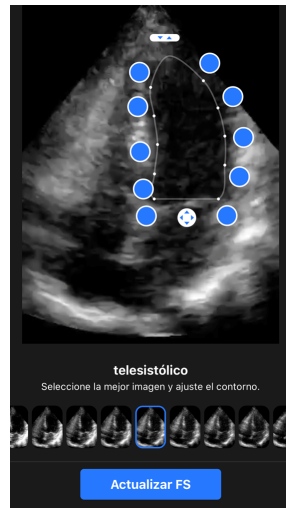 telesistólico
Seleccione la mejor imagen y ajuste el contorno.
Actualizar FS